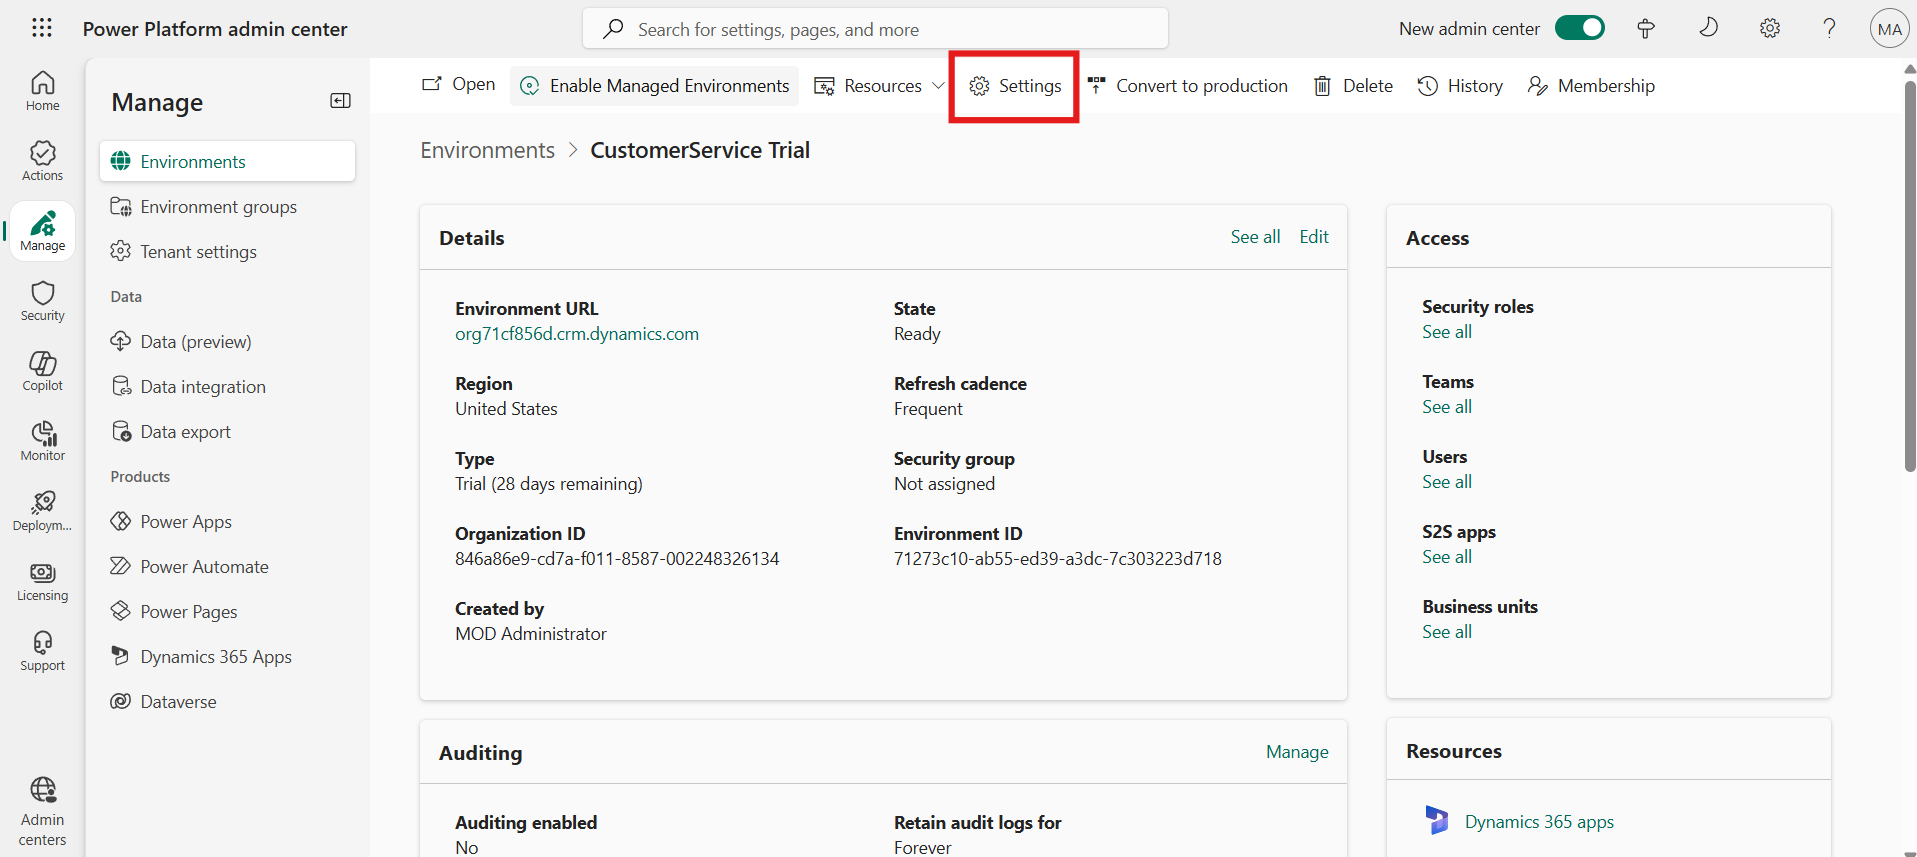 Power Platform admin center
Search for settings, pages, and more
New admin center
MA
Home
Actions
Manage
Security
Copilot
Monitor
Deploym...
Licensing
Support
Admin
centers
Manage
Environments
Environment groups
Tenant settings
Data
Data (preview)
Data integration
Data export
Products
Power Apps
Power Automate
Power Pages
Dynamics 365 Apps
Dataverse
Open
Enable Managed Environments
Resources
Settings
Convert to production
Delete
History
Membership
Environments > CustomerService Trial
Details
See all
Edit
Environment URL
org71cf856d.crm.dynamics.com
State
Ready
Region
United States
Refresh cadence
Frequent
Type
Trial (28 days remaining)
Security group
Not assigned
Organization ID
846a86e9-cd7a-f011-8587-002248326134
Environment ID
71273c10-ab55-ed39-a3dc-7c303223d718
Created by
MOD Administrator
Auditing
Manage
Auditing enabled
No
Retain audit logs for
Forever
Access
Security roles
See all
Teams
See all
Users
See all
S2S apps
See all
Business units
See all
Resources
Dynamics 365 apps